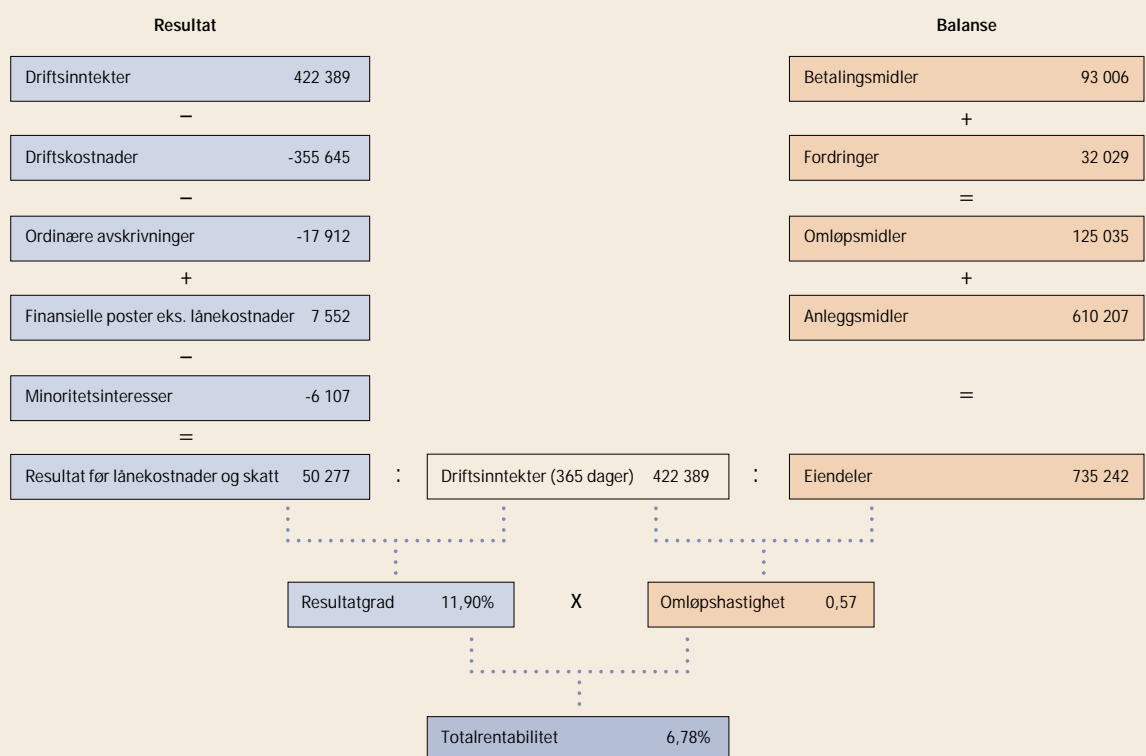 Resultat
Driftsinntekter 422 389
–
Driftskostnader -355 645
–
Ordinære avskrivninger -17 912
+
Finansielle poster eks. lånekostnader 7 552
–
Minoritetsinteresser -6 107
=
Resultat før lånekostnader og skatt 50 277 : Driftsinntekter (365 dager) 422 389 :
Balanse
Betalingsmidler 93 006
+
Fordringer 32 029
=
Omløpsmidler 125 035
+
Anleggsmidler 610 207
=
Eiendeler 735 242
Resultatgrad 11,90% X Omløpshastighet 0,57
Totalrentabilitet 6,78%